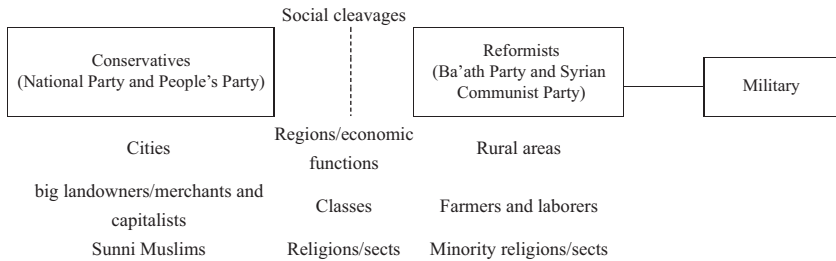 Social cleavages
Conservatives
(National Party and People's Party)
Reformists
(Ba'ath Party and Syrian
Communist Party)
Military
Cities
Regions/economic
functions
Rural areas
big landowners/merchants and
capitalists
Classes
Farmers and laborers
Sunni Muslims
Religions/sects
Minority religions/sects